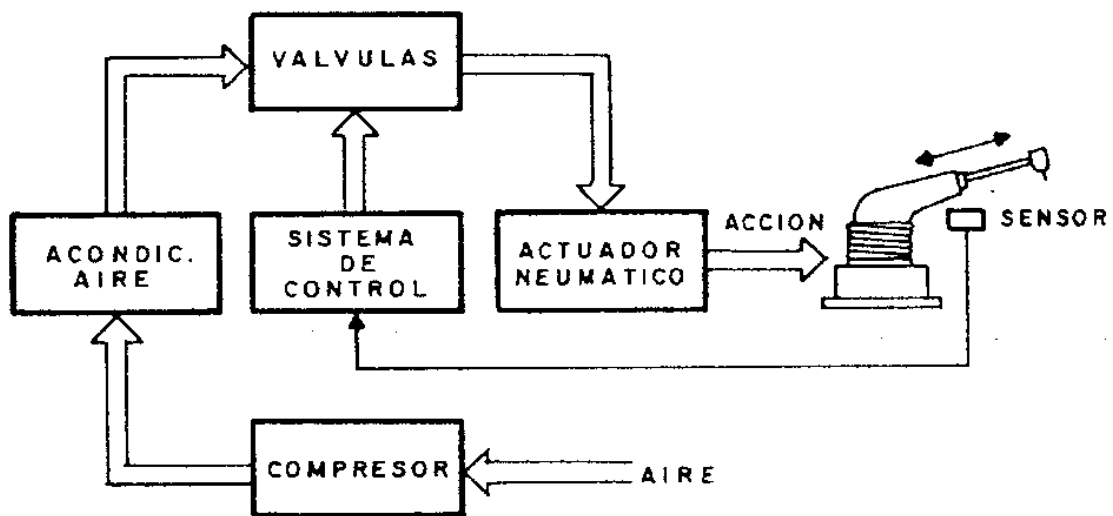 VALVULAS
ACONDIC.
AIRE
SISTEMA
DE
CONTROL
ACTUADOR
NEUMATICO
ACCION
SENSOR
COMPRESOR
AIRE